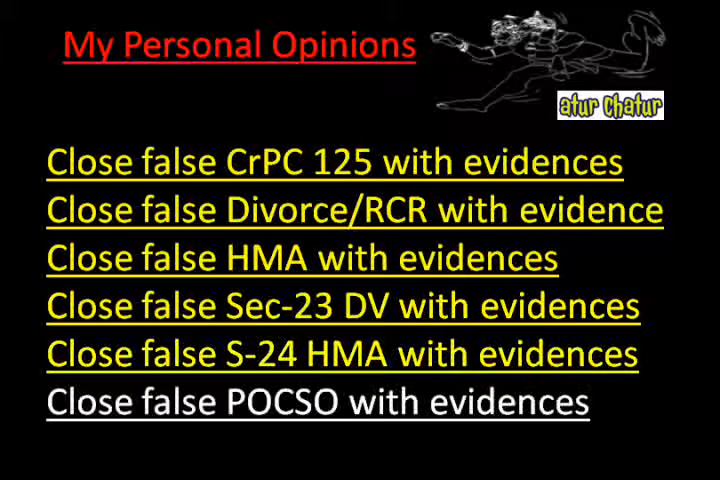 My Personal Opinions
atur Chatur
Close false CrPC 125 with evidences
Close false Divorce/RCR with evidence
Close false HMA with evidences
Close false Sec-23 DV with evidences
Close false S-24 HMA with evidences
Close false POCSO with evidences